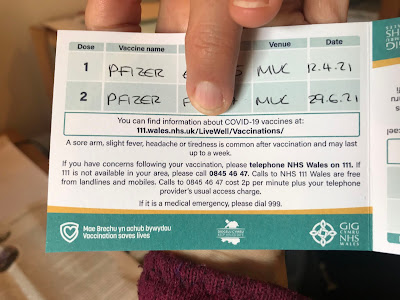 Dose Vaccine name Venue Date
1 PFIZER MVC 12.4.21
2 PFIZER MVC 29.6.21
You can find information about COVID-19 vaccines at:
111.wales.nhs.uk/LiveWell/Vaccinations/
A sore arm, slight fever, headache or tiredness is common after vaccination and may last
up to a week.
If you have concerns following your vaccination, please telephone NHS Wales on 111. If
111 is not available in your area, please call 0845 46 47. Calls to NHS 111 Wales are free
from landlines and mobiles. Calls to 0845 46 47 cost 2p per minute plus your telephone
provider's usual access charge.
If it is a medical emergency, please dial 999.
Mae Brechu yn achub bywydau
Vaccination saves lives
GIG
CYMRU
NHS
WALES